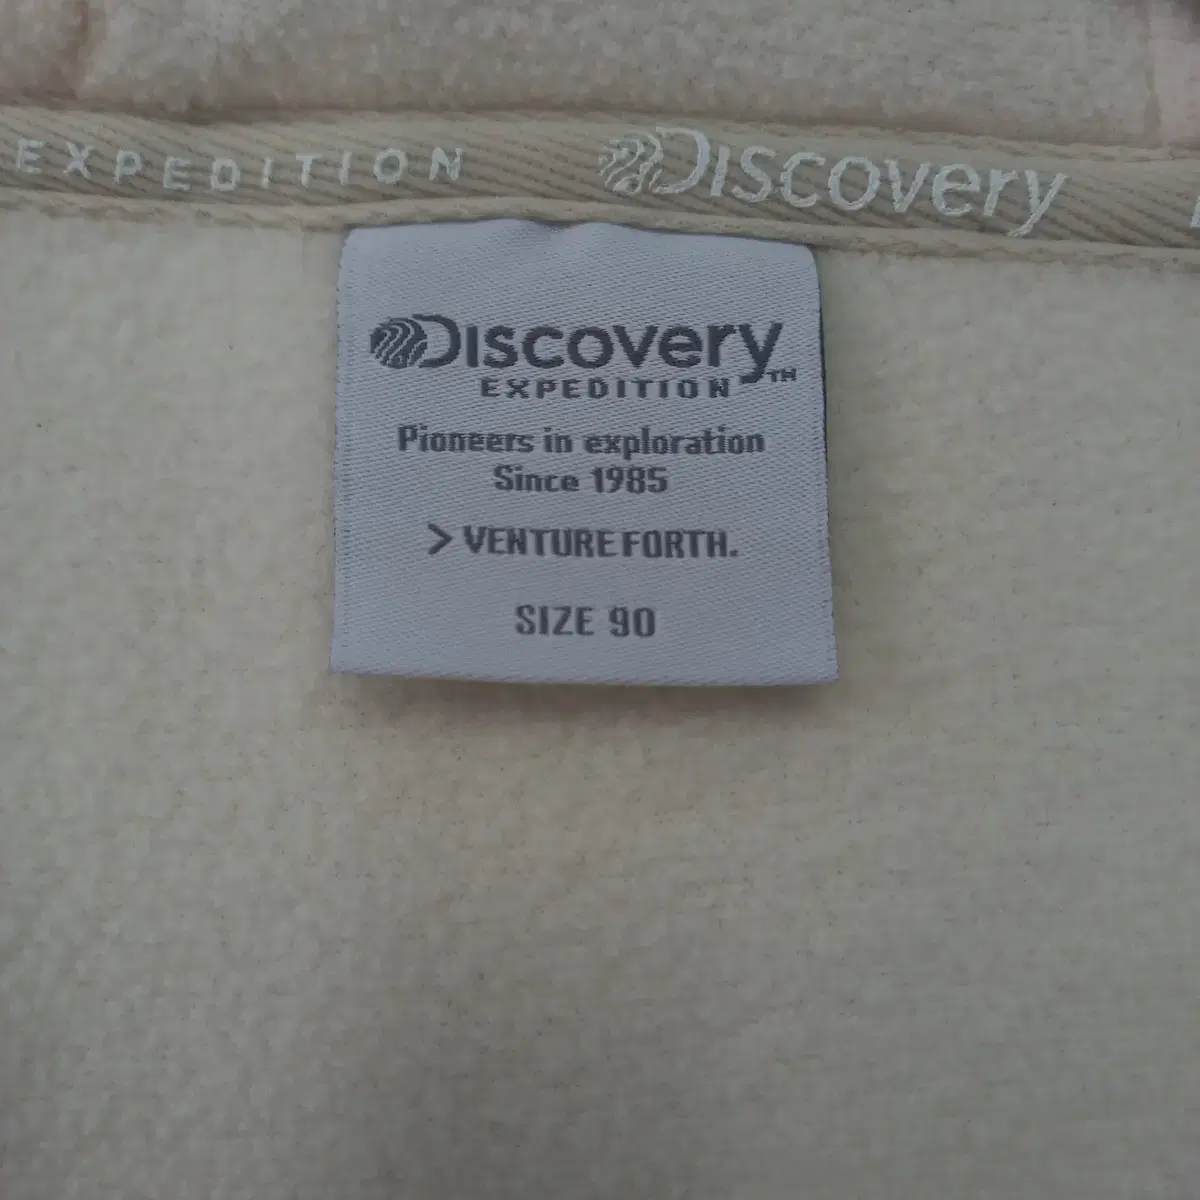 EXPEDITION DISCOVERY
DISCOVERY TM
EXPEDITION
Pioneers in exploration
Since 1985
> VENTURE FORTH.
SIZE 90